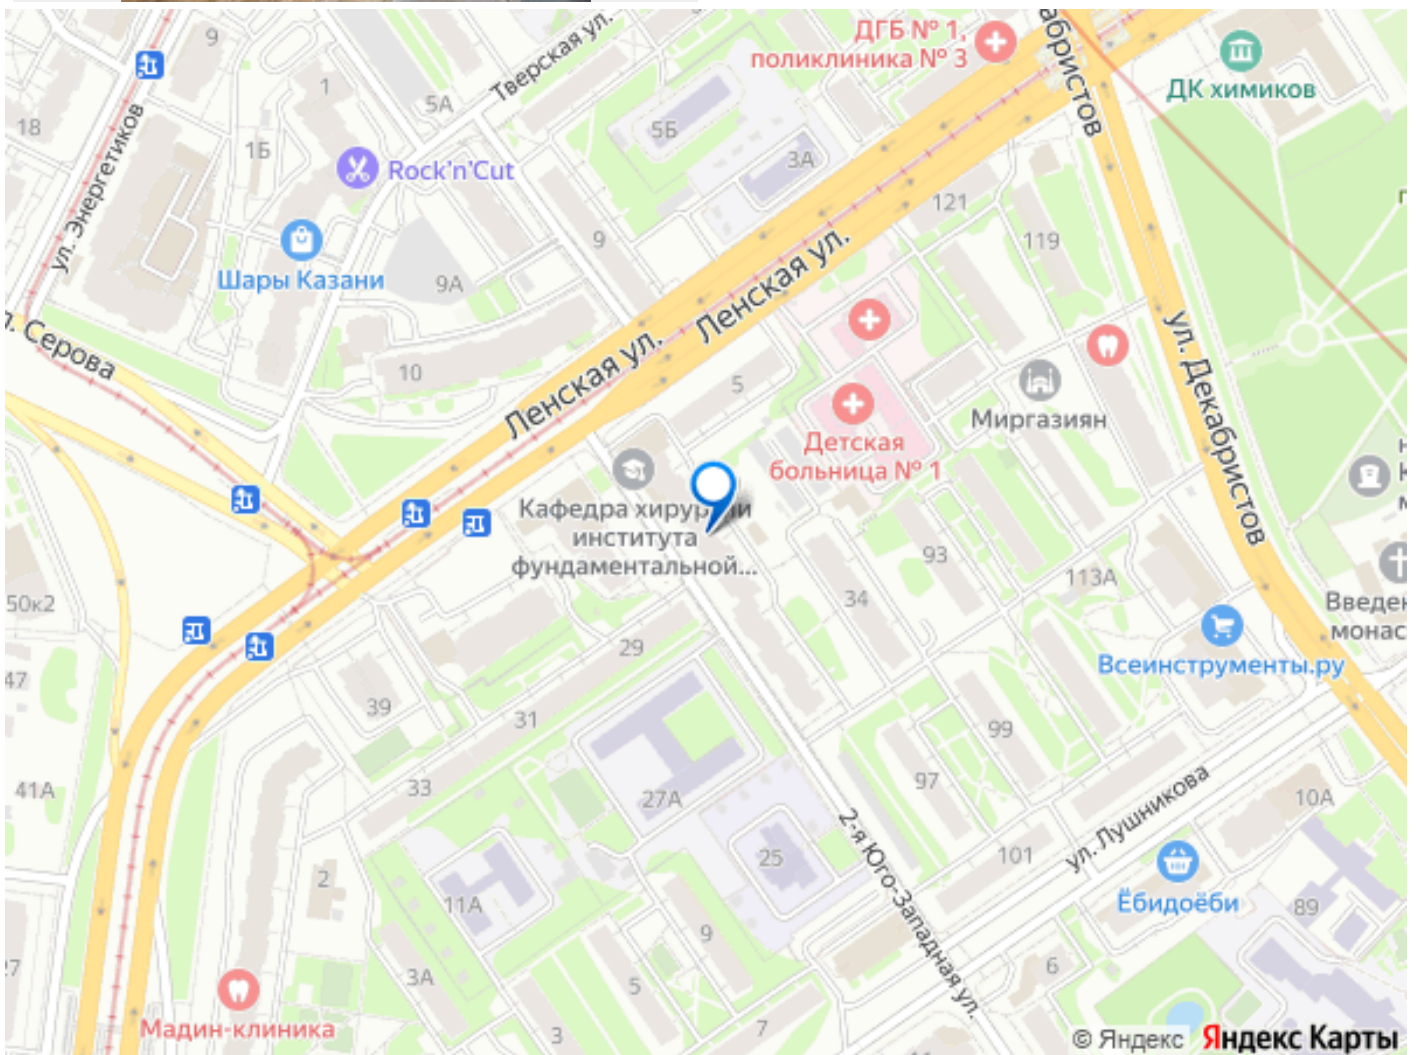 9
18
ул. Энергетиков
1
1Б
5А
Тверская ул.
ДГБ № 1,
поликлиника № 3
5Б
3А
Rock'n'Cut
Шары Казани
9А
9
10
Серова
Ленская ул.
Ленская ул.
121
119
ДК химиков
ул. Декабристов
5
Детская
больница № 1
Миргазиян
Кафедра хирургии
института
фундаментальной...
93
113А
34
50к2
47
41А
29
39
31
33
27А
25
99
97
101
Всеинструменты.ру
ул. Лушникова
10А
Ёбидоёби
89
2-я Юго-Западная ул.
2
11А
3А
9
5
3
7
6
Мадин-клиника
© Яндекс Яндекс Карты